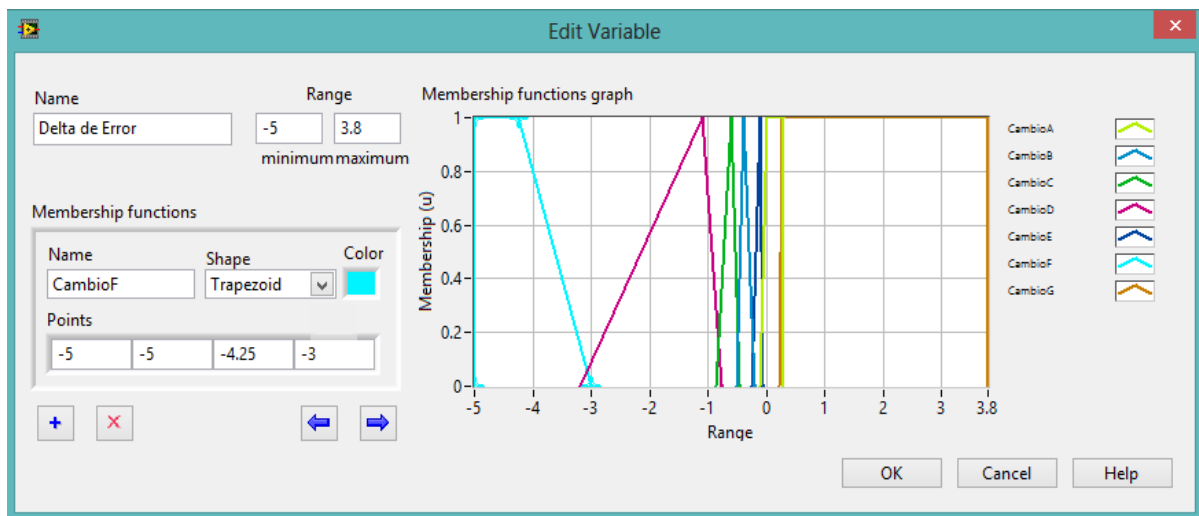 Edit Variable
Name
Range
Delta de Error
-5
3.8
minimum maximum
Membership functions
Name
Shape
Color
CambioF
Trapezoid
Points
-5
-5
-4.25
-3
Membership functions graph
Membership (u)
1
0.8
0.6
0.4
0.2
0
-5 -4 -3 -2 -1 0 1 2 3 3.8
Range
CambioA
CambioB
CambioC
CambioD
CambioE
CambioF
CambioG
OK
Cancel
Help